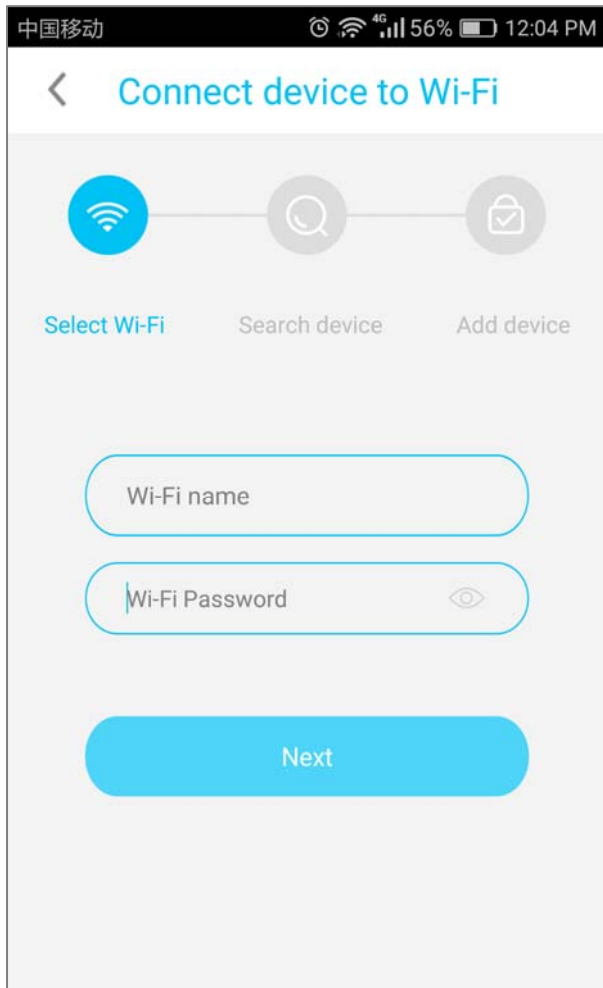 中国移动 4G 56% 12:04 PM
Connect device to Wi-Fi
Select Wi-Fi Search device Add device
Wi-Fi name
Wi-Fi Password
Next